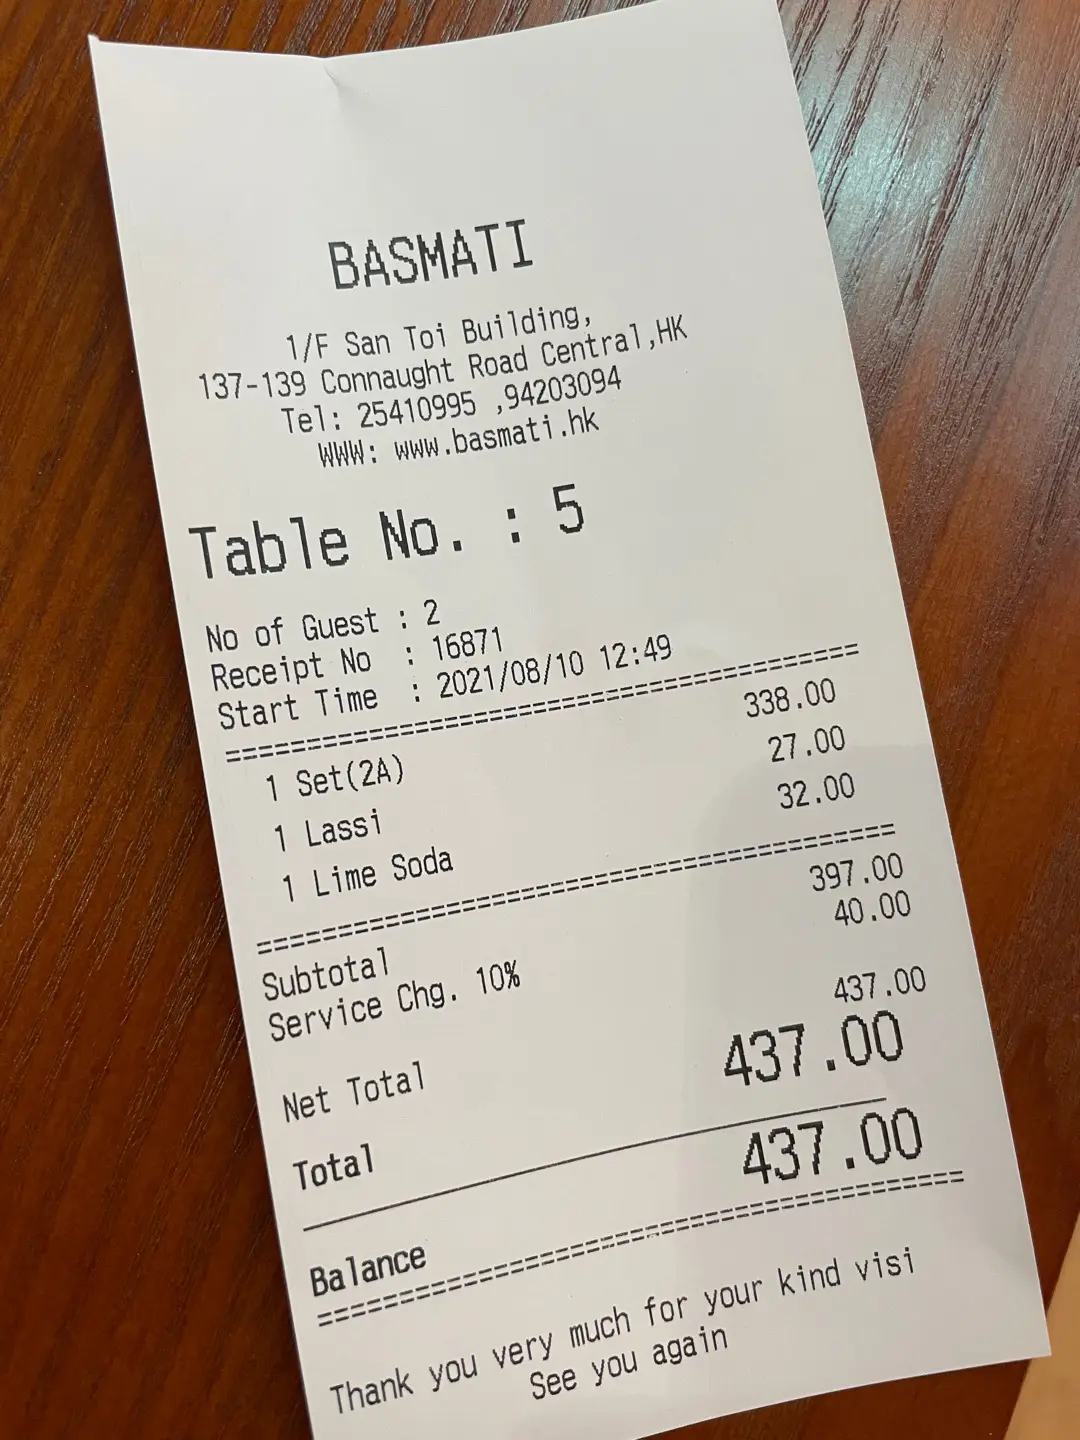 BASMATI
1/F San Toi Building,
137-139 Connaught Road Central,HK
Tel: 25410995 ,94203094
WWW: www.basmati.hk
Table No. : 5
No of Guest : 2
Receipt No : 16871
Start Time : 2021/08/10 12:49
==================================================
1 Set(2A) 338.00
1 Lassi 27.00
1 Lime Soda 32.00
==================================================
Subtotal 397.00
Service Chg. 10% 40.00
Net Total 437.00
Total 437.00
Balance 437.00
==================================================
Thank you very much for your kind visi
See you again